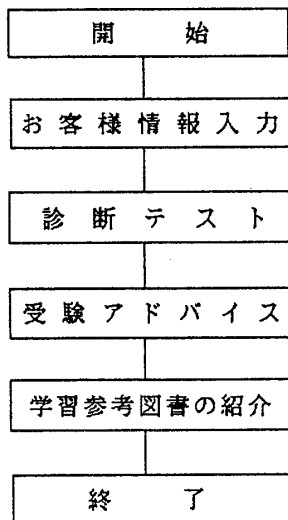 開始
お客様情報入力
診断テスト
受験アドバイス
学習参考図書の紹介
終了